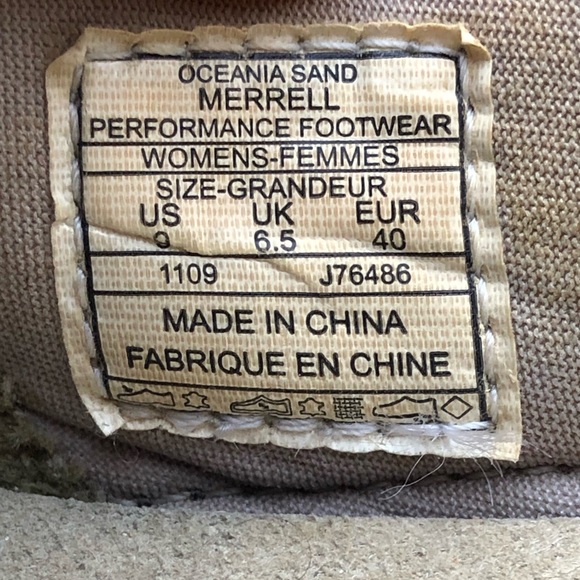 OCEANIA SAND
MERRELL
PERFORMANCE FOOTWEAR
WOMENS-FEMMES
SIZE-GRANDEUR
US UK EUR
9 6.5 40
1109 J76486
MADE IN CHINA
FABRIQUE EN CHINE